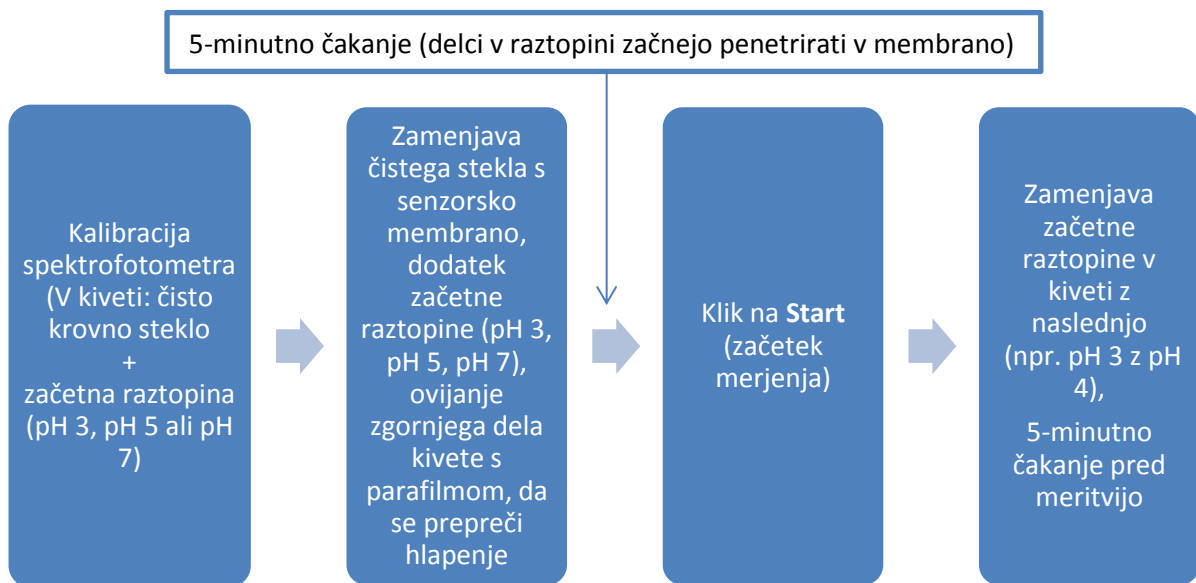 5-minutno čakanje (delci v raztopini začnejo penetrirati v membrano)
Kalibracija
spektrofotometra
(V kiveti: čisto
krovno steklo
+
začetna raztopina
(pH 3, pH 5 ali pH
7)
Zamenjava
čistega stekla s
senzorsko
membrano,
dodatek
začetne
raztopine (pH 3,
pH 5, pH 7),
ovijanje
zgornjega dela
kivete s
parafilmom, da
se prepreči
hlapenje
Klik na Start
(začetek
merjenja)
Zamenjava
začetne
raztopine v
kiveti z
naslednjo
(npr. pH 3 z pH
4),
5-minutno
čakanje pred
meritvijo